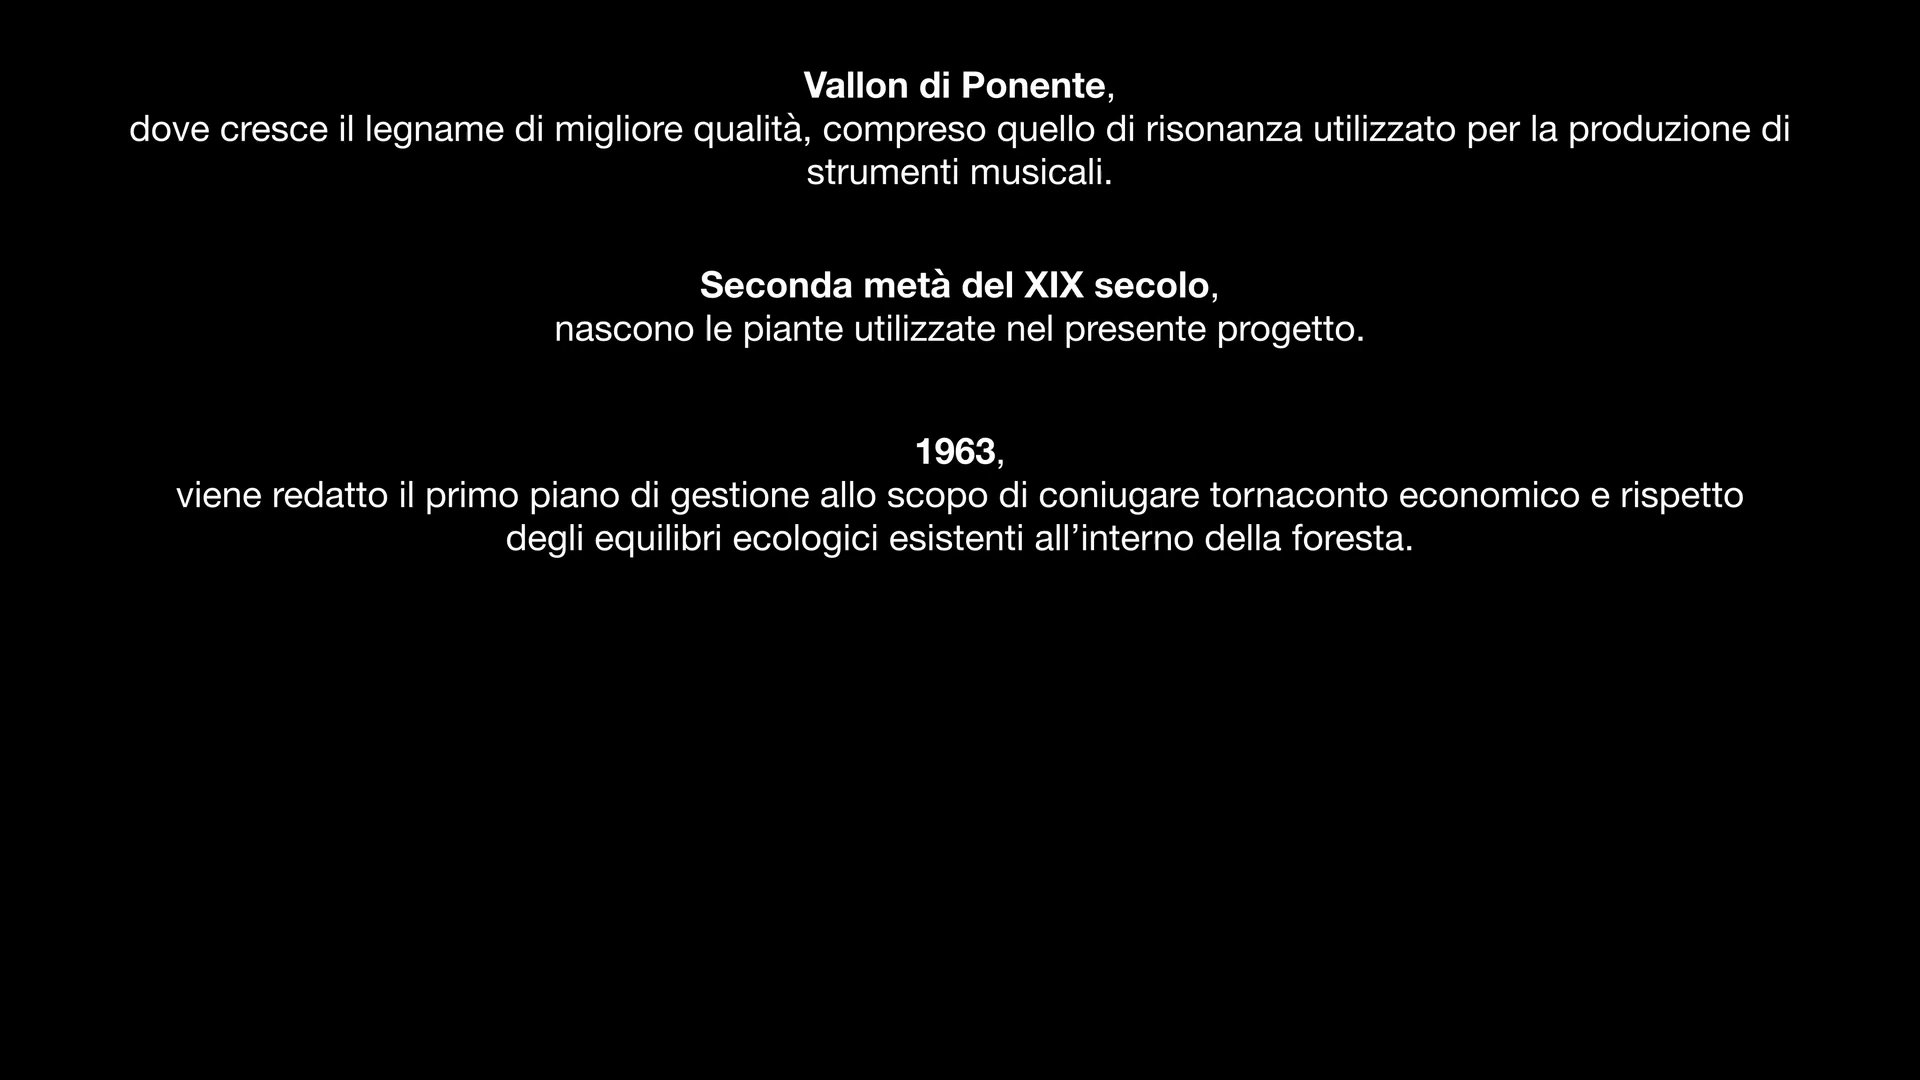 Vallon di Ponente,
dove cresce il legname di migliore qualità, compreso quello di risonanza utilizzato per la produzione di
strumenti musicali.
Seconda metà del XIX secolo,
nascono le piante utilizzate nel presente progetto.
1963,
viene redatto il primo piano di gestione allo scopo di coniugare tornaconto economico e rispetto
degli equilibri ecologici esistenti all’interno della foresta.